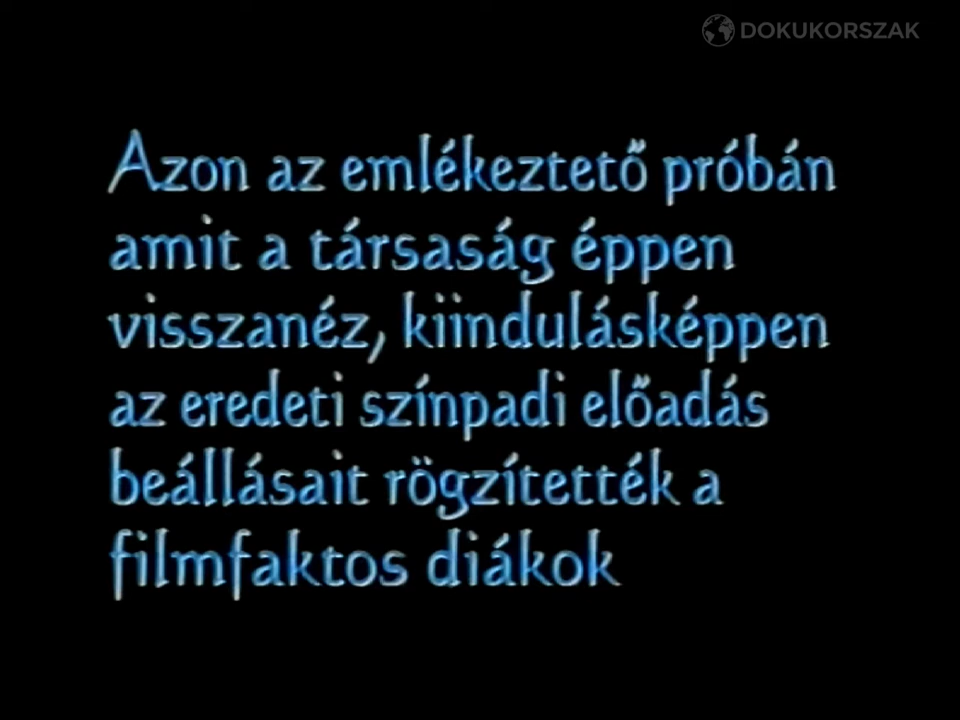 DOKUKORSZAK
Azon az emlékeztető próbán
amit a társaság éppen
visszanéz, kiindulásképpen
az eredeti színpadi előadás
beállásait rögzítették a
filmfaktos diákok